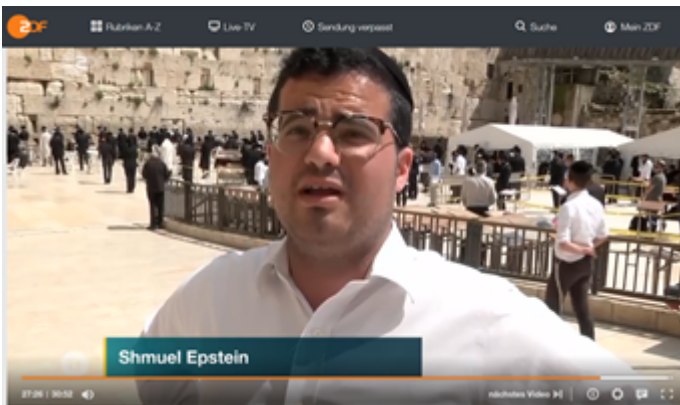 ZDF
Rubriken A-Z
Live-TV
Sendung verpasst
Suche
Mein ZDF
Shmuel Epstein
27:26 | 30:52
nächstes Video